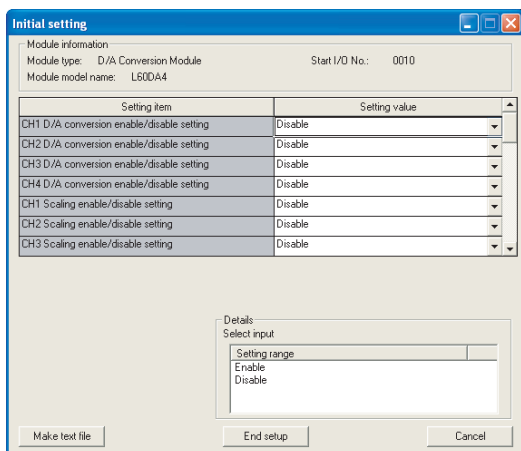 Initial setting
Module information
Module type: D/A Conversion Module Start I/O No.: 0010
Module model name: L60DA4
Setting item Setting value
CH1 D/A conversion enable/disable setting Disable
CH2 D/A conversion enable/disable setting Disable
CH3 D/A conversion enable/disable setting Disable
CH4 D/A conversion enable/disable setting Disable
CH1 Scaling enable/disable setting Disable
CH2 Scaling enable/disable setting Disable
CH3 Scaling enable/disable setting Disable
Details
Select input
Setting range
Enable
Disable
Make text file End setup Cancel